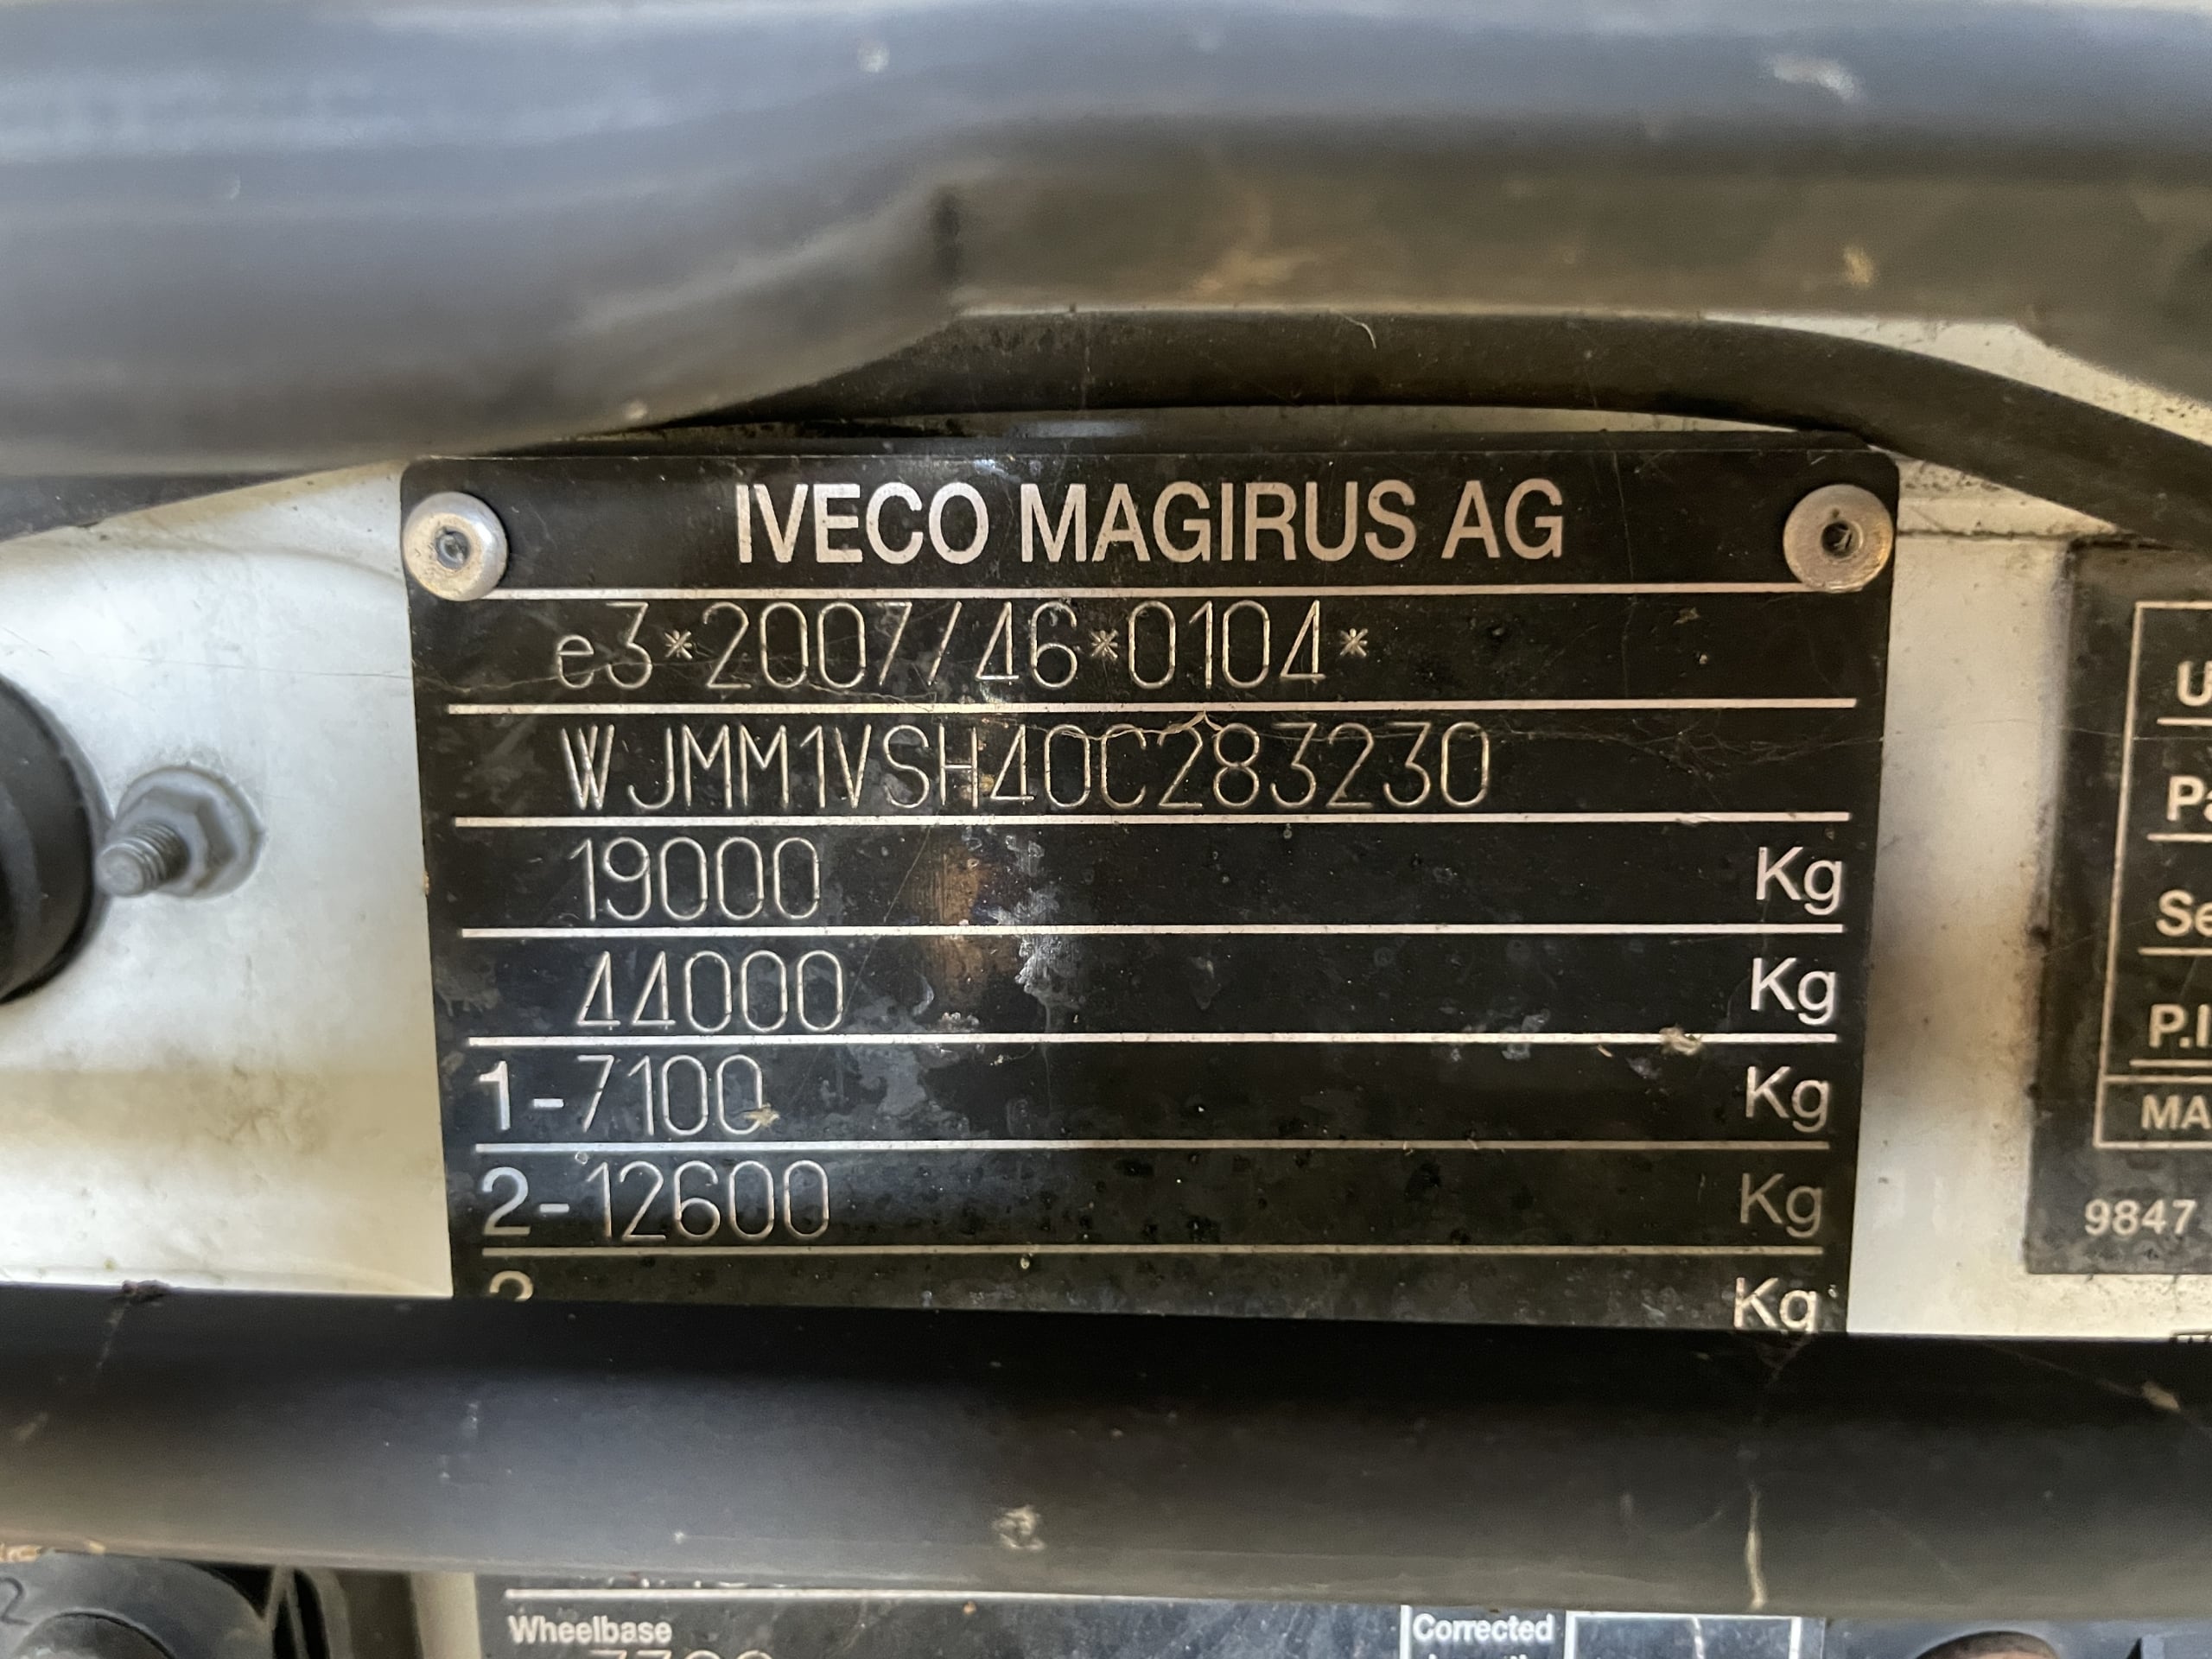 IVECO MAGIRUS AG
e3*2007/46*0104*
WJMM1VSH40C283230
19000 Kg
44000 Kg
1-7100 Kg
2-12600 Kg
Kg
MA
9847
Wheelbase
Corrected